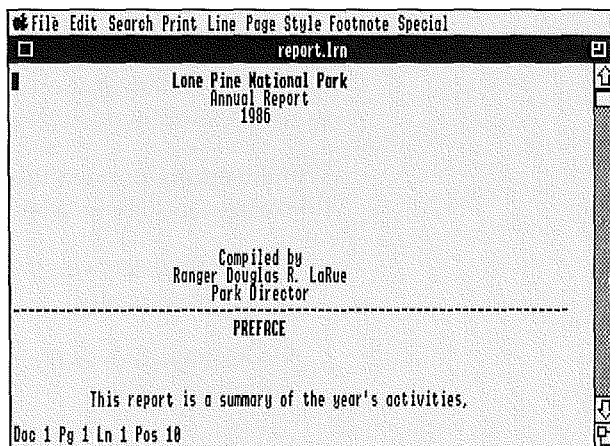 File Edit Search Print Line Page Style Footnote Special
report.lrn
Lone Pine National Park
Annual Report
1986
Compiled by
Ranger Douglas R. LaRue
Park Director
PREFACE
This report is a summary of the year's activities,
Doc 1 Pg 1 Ln 1 Pos 10